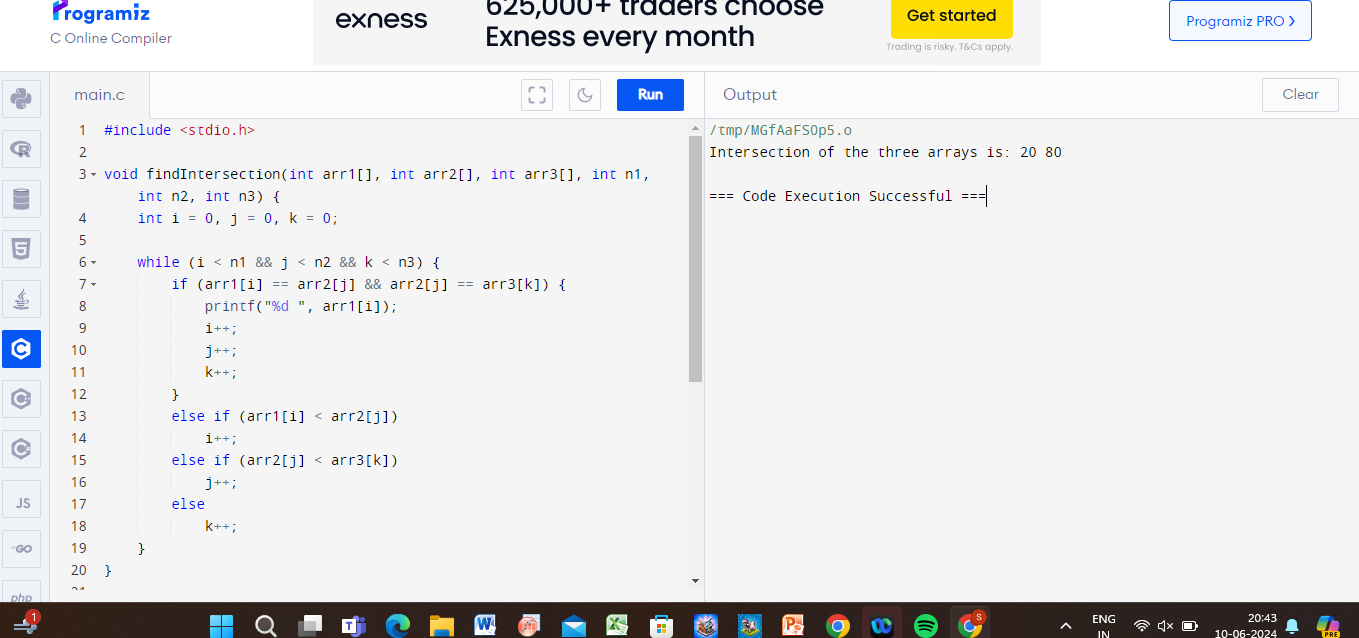 Programiz
C Online Compiler
exness
625,000+ traders choose
Exness every month
Get started
Trading is risky. T&Cs apply.
Programiz PRO
main.c
Run
Output
Clear
1 #include <stdio.h>
2
3 void findIntersection(int arr1[], int arr2[], int arr3[], int n1,
int n2, int n3) {
4 int i = 0, j = 0, k = 0;
5
6 while (i < n1 && j < n2 && k < n3) {
7 if (arr1[i] == arr2[j] && arr2[j] == arr3[k]) {
8 printf("%d ", arr1[i]);
9 i++;
10 j++;
11 k++;
12 }
13 else if (arr1[i] < arr2[j])
14 i++;
15 else if (arr2[j] < arr3[k])
16 j++;
17 else
18 k++;
19 }
20 }
21
/tmp/MGfAaFSOp5.o
Intersection of the three arrays is: 20 80
=== Code Execution Successful ===
JS
GO
php
1
S
ENG
IN
20:43
10-06-2024
PRE